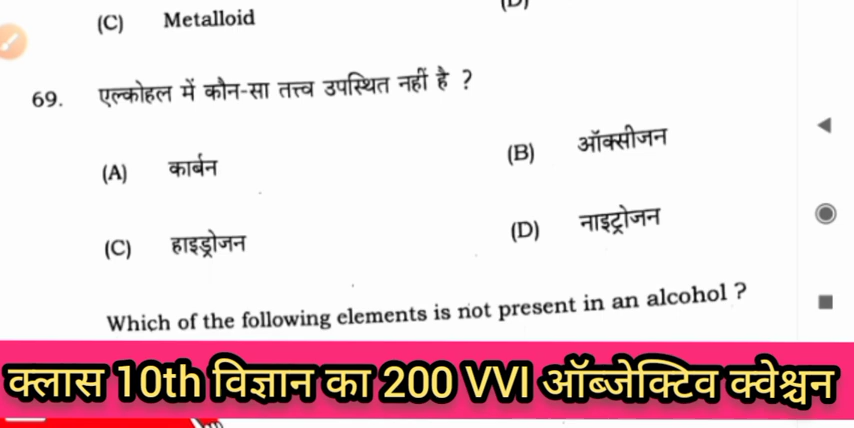 (C) Metalloid (D)
69. एल्कोहल में कौन-सा तत्त्व उपस्थित नहीं है ?
(A) कार्बन (B) ऑक्सीजन
(C) हाइड्रोजन (D) नाइट्रोजन
Which of the following elements is not present in an alcohol ?
क्लास 10th विज्ञान का 200 VVI ऑब्जेक्टिव क्वेश्चन